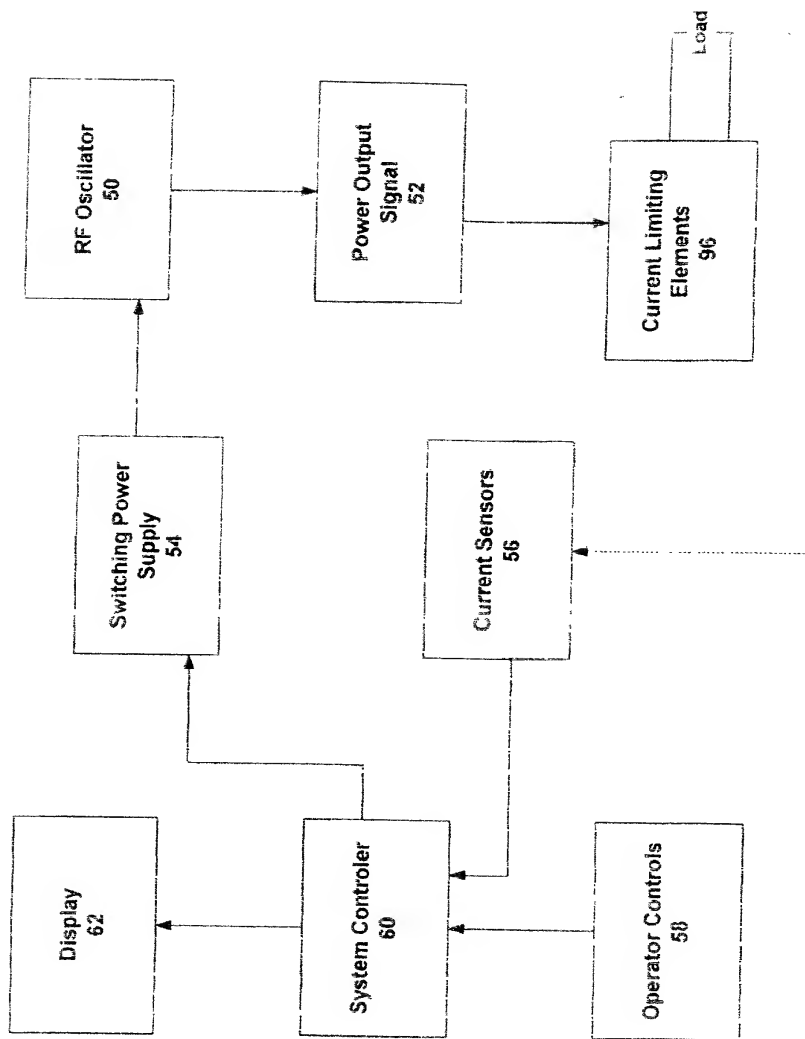 Display
62
System Controler
60
Operator Controls
58
Switching Power
Supply
54
Current Sensors
56
RF Oscillator
50
Power Output
Signal
52
Current Limiting
Elements
96
Load